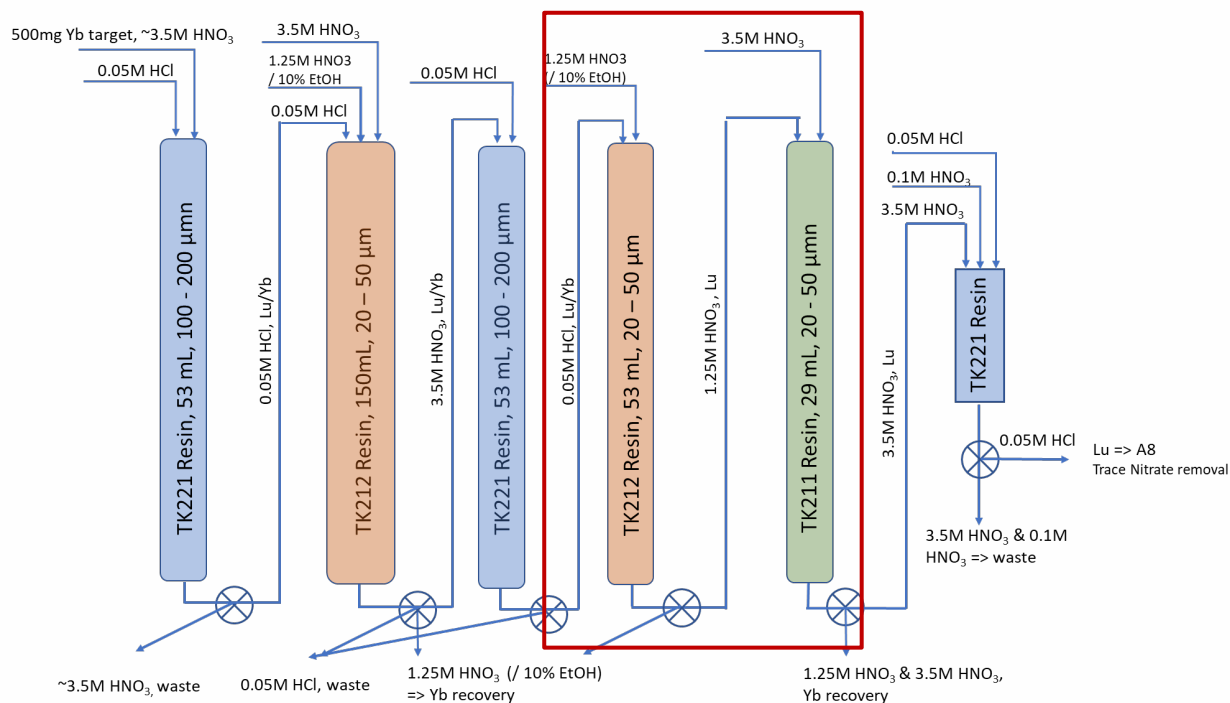 500mg Yb target, ~3.5M HNO₃
0.05M HCl
3.5M HNO₃
1.25M HNO3
/ 10% EtOH
0.05M HCl
0.05M HCl
1.25M HNO3
(/ 10% EtOH)
3.5M HNO₃
0.05M HCl
0.1M HNO₃
3.5M HNO₃
TK221 Resin, 53 mL, 100 - 200 µmn
0.05M HCl, Lu/Yb
TK212 Resin, 150mL, 20 – 50 µm
3.5M HNO₃, Lu/Yb
TK221 Resin, 53 mL, 100 - 200 µmn
0.05M HCl, Lu/Yb
TK212 Resin, 53 mL, 20 – 50 µm
1.25M HNO₃, Lu
TK211 Resin, 29 mL, 20 - 50 µmn
3.5M HNO₃, Lu
TK221 Resin
0.05M HCl
Lu => A8
Trace Nitrate removal
3.5M HNO₃ & 0.1M
HNO₃ => waste
~3.5M HNO₃, waste
0.05M HCl, waste
1.25M HNO₃ (/ 10% EtOH)
=> Yb recovery
1.25M HNO₃ & 3.5M HNO₃,
Yb recovery